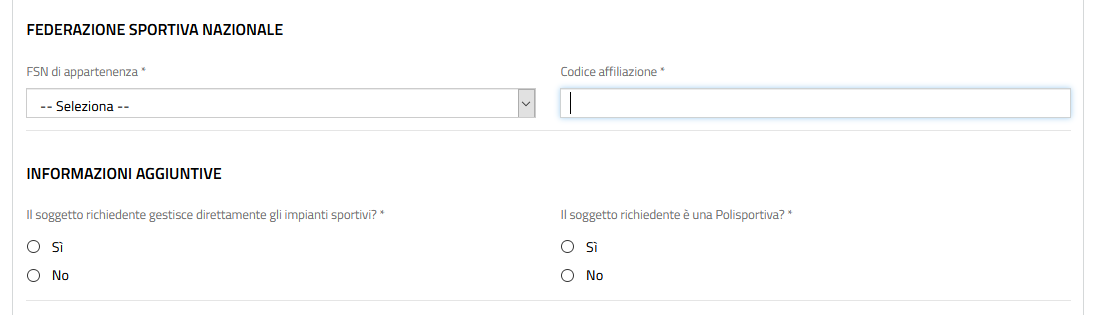 FEDERAZIONE SPORTIVA NAZIONALE
FSN di appartenenza *
Codice affiliazione *
-- Seleziona --
INFORMAZIONI AGGIUNTIVE
Il soggetto richiedente gestisce direttamente gli impianti sportivi? *
Il soggetto richiedente è una Polisportiva? *
Sì
Sì
No
No